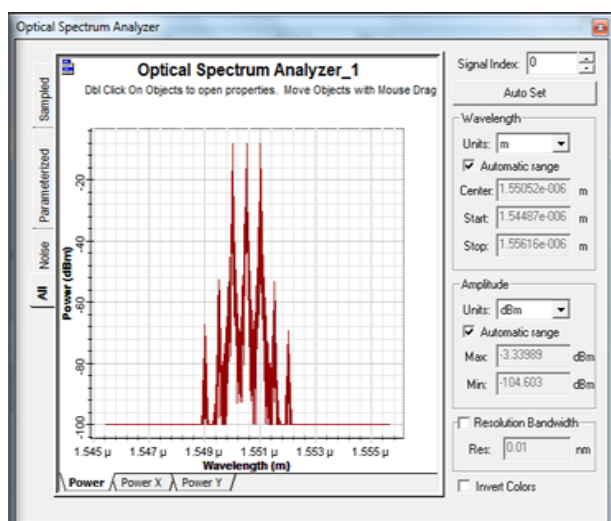 Optical Spectrum Analyzer
Optical Spectrum Analyzer_1
Dbl Click On Objects to open properties. Move Objects with Mouse Drag
Sampled
Parameterized
Noise
All
Power (dBm)
-20
-40
-60
-80
-100
1.545 µ 1.547 µ 1.549 µ 1.551 µ 1.553 µ 1.555 µ
Wavelength (m)
Power Power X Power Y
Signal Index: 0
Auto Set
Wavelength
Units: m
Automatic range
Center: 1.55052e-006 m
Start: 1.54487e-006 m
Stop: 1.55616e-006 m
Amplitude
Units: dBm
Automatic range
Max: -3.33989 dBm
Min: -104.603 dBm
Resolution Bandwidth
Res: 0.01 nm
Invert Colors